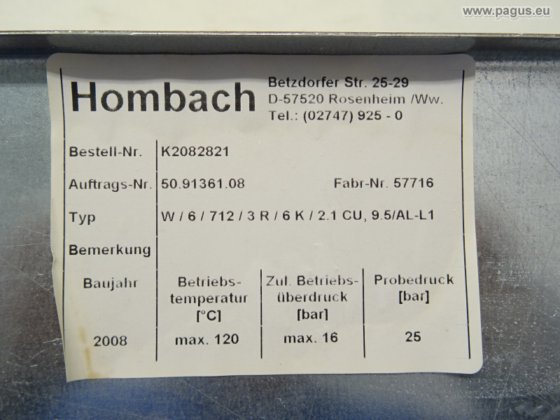 www.pagus.eu
Hombach
Betzdorfer Str. 25-29
D-57520 Rosenheim /Ww.
Tel.: (02747) 925 - 0
Bestell-Nr. K2082821
Auftrags-Nr. 50.91361.08 Fabr-Nr. 57716
Typ W / 6 / 712 / 3 R / 6 K / 2.1 CU, 9.5/AL-L1
Bemerkung
Baujahr Betriebs- Zul. Betriebs- Probedruck
temperatur überdruck [bar]
[°C] [bar]
2008 max. 120 max. 16 25